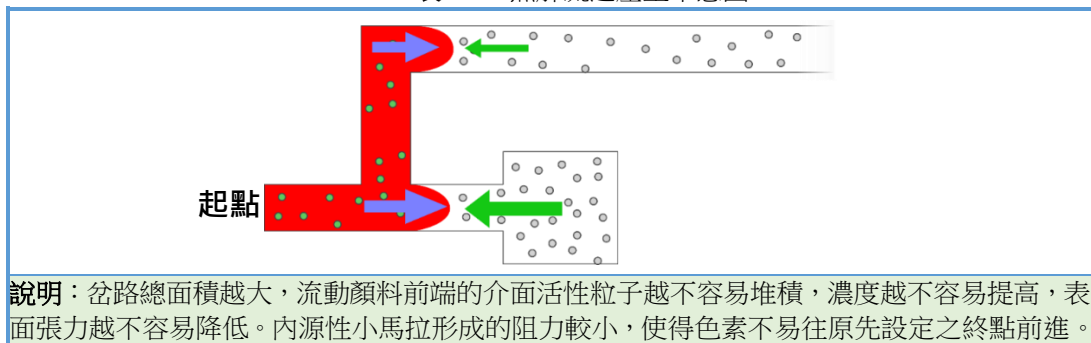 起點
說明：岔路總面積越大，流動顏料前端的介面活性粒子越不容易堆積，濃度越不容易提高，表
面張力越不容易降低。內源性小馬拉形成的阻力較小，使得色素不易往原先設定之終點前進。